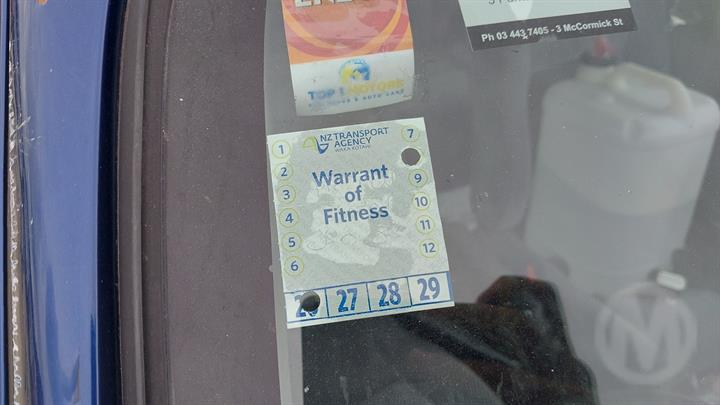 Ph 03 443 7405 - 3 McCormick St
TOP 1 MOTORS
NZ TRANSPORT
AGENCY
WAKA KOTAHI
Warrant
of
Fitness
1
2
3
4
5
6
7
9
10
11
12
27 28 29
M